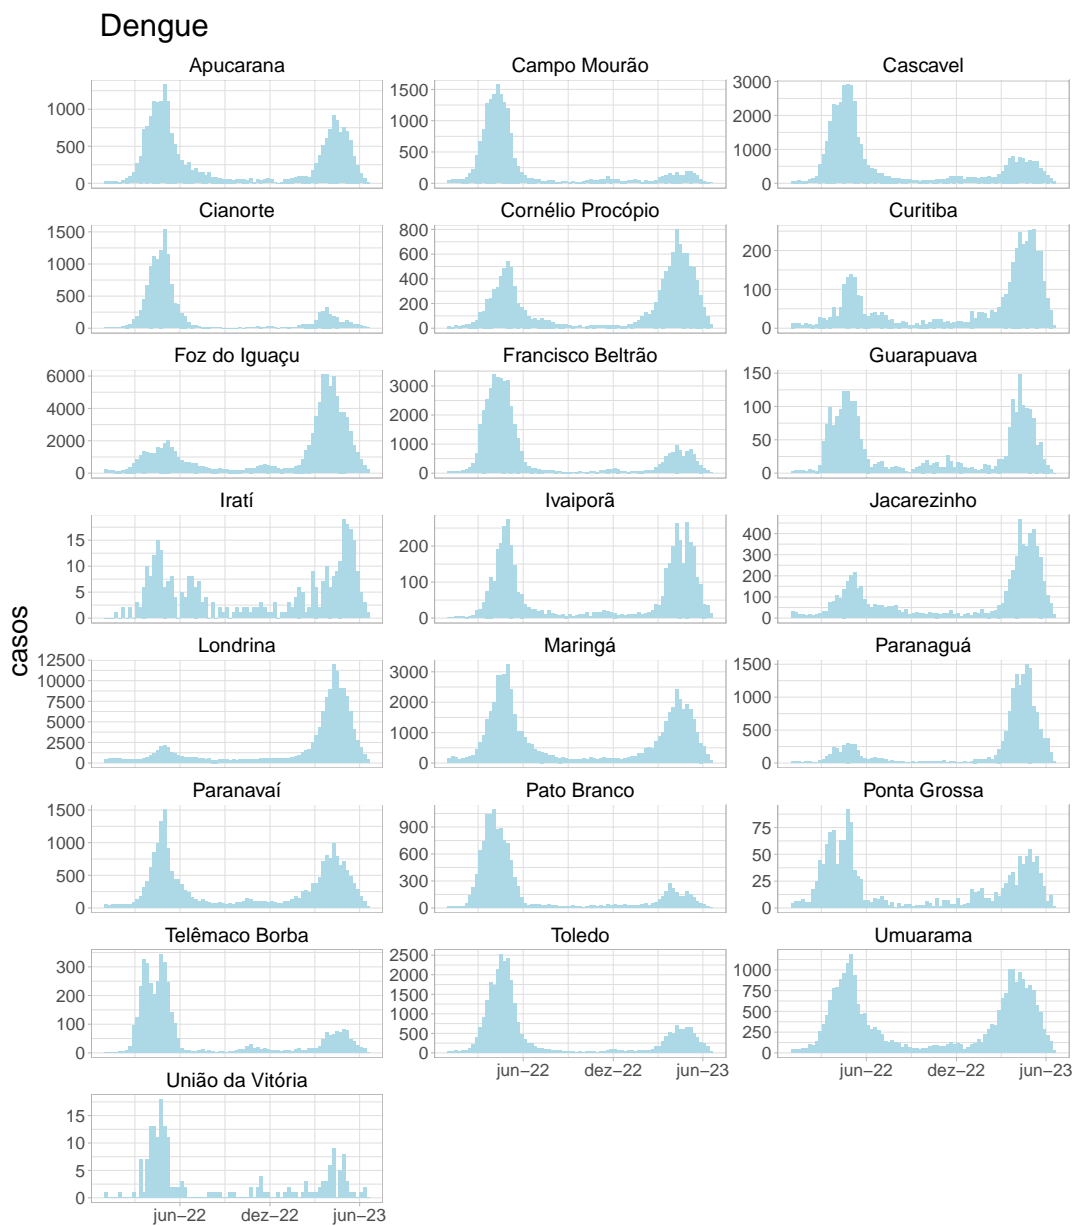 Dengue
casos
Apucarana Campo Mourão Cascavel
1000 1500 3000
500 1000 2000
0 500 1000
0 0
Cianorte Cornélio Procópio Curitiba
1500 800 200
1000 600 100
500 400 0
0 200
0
Foz do Iguaçu Francisco Beltrão Guarapuava
6000 3000 150
4000 2000 100
2000 1000 50
0 0 0
Iratí Ivaiporã Jacarezinho
15 200 400
10 100 300
5 0 200
0 100
0
Londrina Maringá Paranaguá
12500 3000 1500
10000 2000 1000
7500 1000 500
5000 0 0
2500
0
Paranavaí Pato Branco Ponta Grossa
1500 900 75
1000 600 50
500 300 25
0 0 0
Telêmaco Borba Toledo Umuarama
300 2500 1000
200 2000 750
100 1500 500
0 1000 250
500 0
0
jun–22 dez–22 jun–23 jun–22 dez–22 jun–23
União da Vitória
15
10
5
0
jun–22 dez–22 jun–23